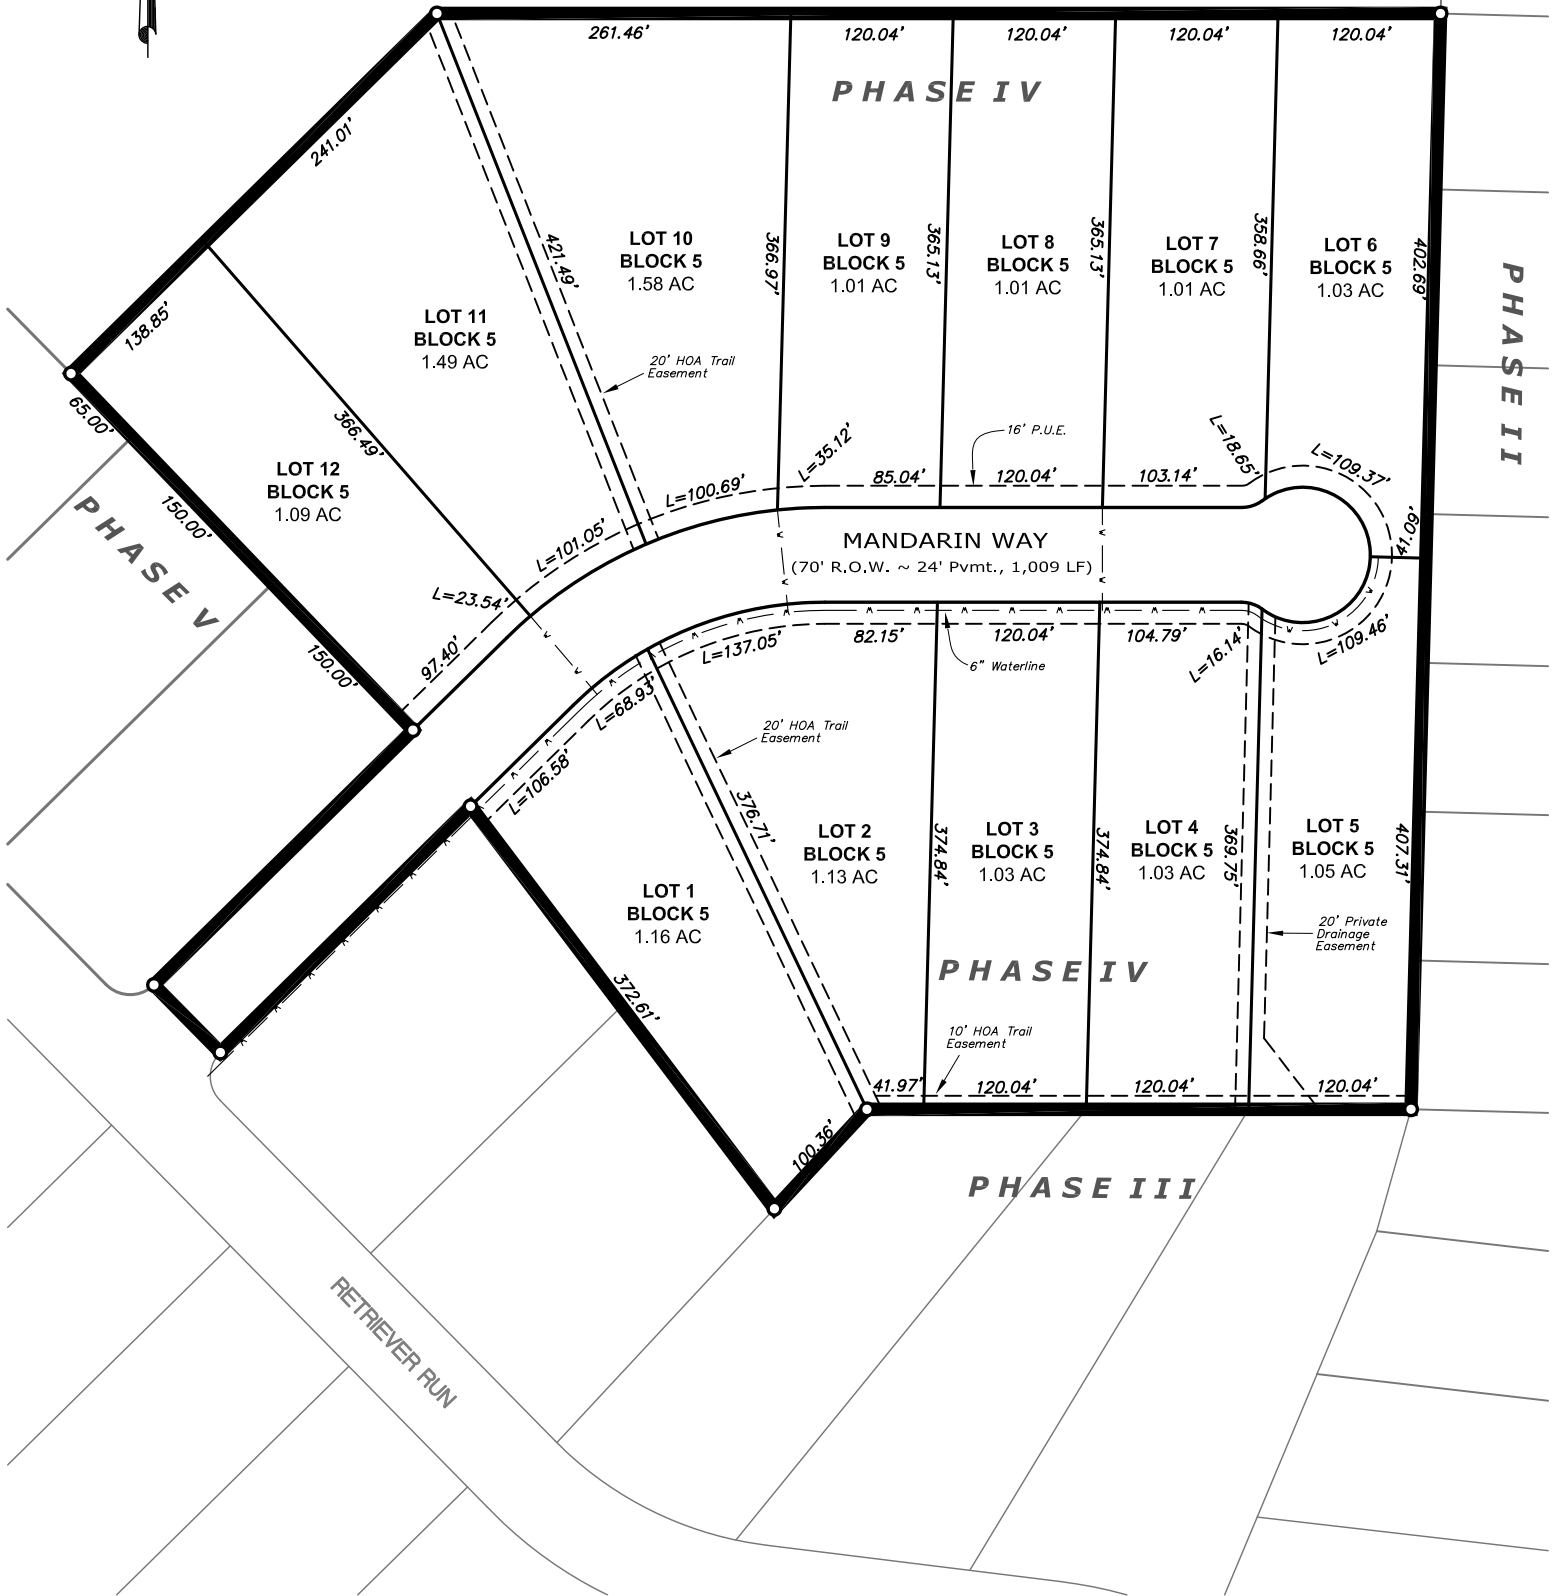 261.46'
120.04'
120.04'
120.04'
120.04'
PHASE IV
241.01'
138.85'
65.00'
150.00'
150.00'
PHASE V
LOT 12
BLOCK 5
1.09 AC
366.49'
LOT 11
BLOCK 5
1.49 AC
421.49'
20' HOA Trail
Easement
LOT 10
BLOCK 5
1.58 AC
366.97'
LOT 9
BLOCK 5
1.01 AC
365.13'
LOT 8
BLOCK 5
1.01 AC
365.13'
LOT 7
BLOCK 5
1.01 AC
358.66'
LOT 6
BLOCK 5
1.03 AC
402.69'
PHASE II
97.40'
L=23.54'
L=101.05'
L=100.69'
L=35.12'
85.04'
16' P.U.E.
120.04'
103.14'
L=18.65'
L=109.37'
41.09'
MANDARIN WAY
(70' R.O.W. ~ 24' Pvmt., 1,009 LF)
L=106.58'
L=68.93'
L=137.05'
82.15'
6" Waterline
120.04'
104.79'
L=16.14'
L=109.46'
LOT 1
BLOCK 5
1.16 AC
372.61'
20' HOA Trail
Easement
376.71'
LOT 2
BLOCK 5
1.13 AC
374.84'
LOT 3
BLOCK 5
1.03 AC
374.84'
LOT 4
BLOCK 5
1.03 AC
369.75'
LOT 5
BLOCK 5
1.05 AC
407.31'
20' Private
Drainage
Easement
PHASE IV
10' HOA Trail
Easement
41.97'
120.04'
120.04'
120.04'
100.36'
PHASE III
RETRIEVER RUN